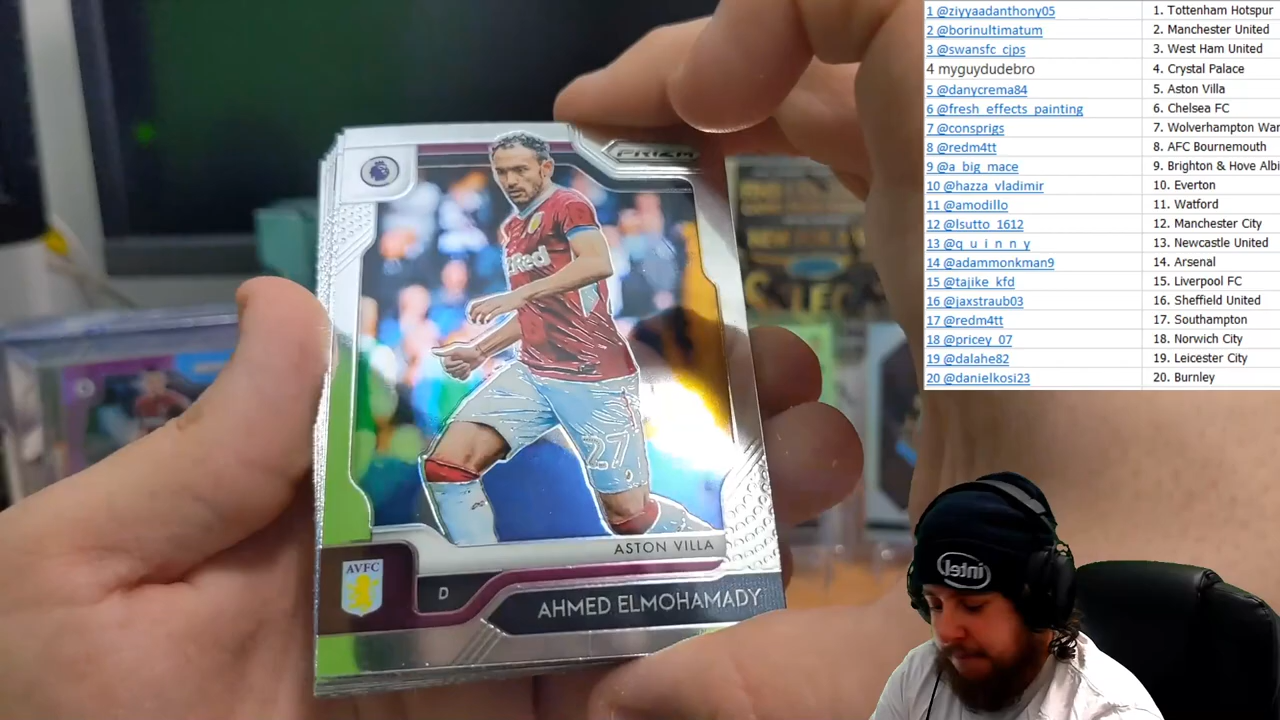 1 @ziyyaadanthony05 1. Tottenham Hotspur
2 @borinultimatum 2. Manchester United
3 @swansfc_cjps 3. West Ham United
4 myguydudebro 4. Crystal Palace
5 @danycrema84 5. Aston Villa
6 @fresh_effects_painting 6. Chelsea FC
7 @consprigs 7. Wolverhampton Wan
8 @redm4tt 8. AFC Bournemouth
9 @a_big_mace 9. Brighton & Hove Albi
10 @hazza_vladimir 10. Everton
11 @amodillo 11. Watford
12 @lsutto_1612 12. Manchester City
13 @q_u_i_n_n_y 13. Newcastle United
14 @adammonkman9 14. Arsenal
15 @tajike_kfd 15. Liverpool FC
16 @jaxstraub03 16. Sheffield United
17 @redm4tt 17. Southampton
18 @pricey_07 18. Norwich City
19 @dalahe82 19. Leicester City
20 @danielkosi23 20. Burnley
PRIZM
Red
27
ASTON VILLA
AVFC
D
AHMED ELMOHAMADY
intel